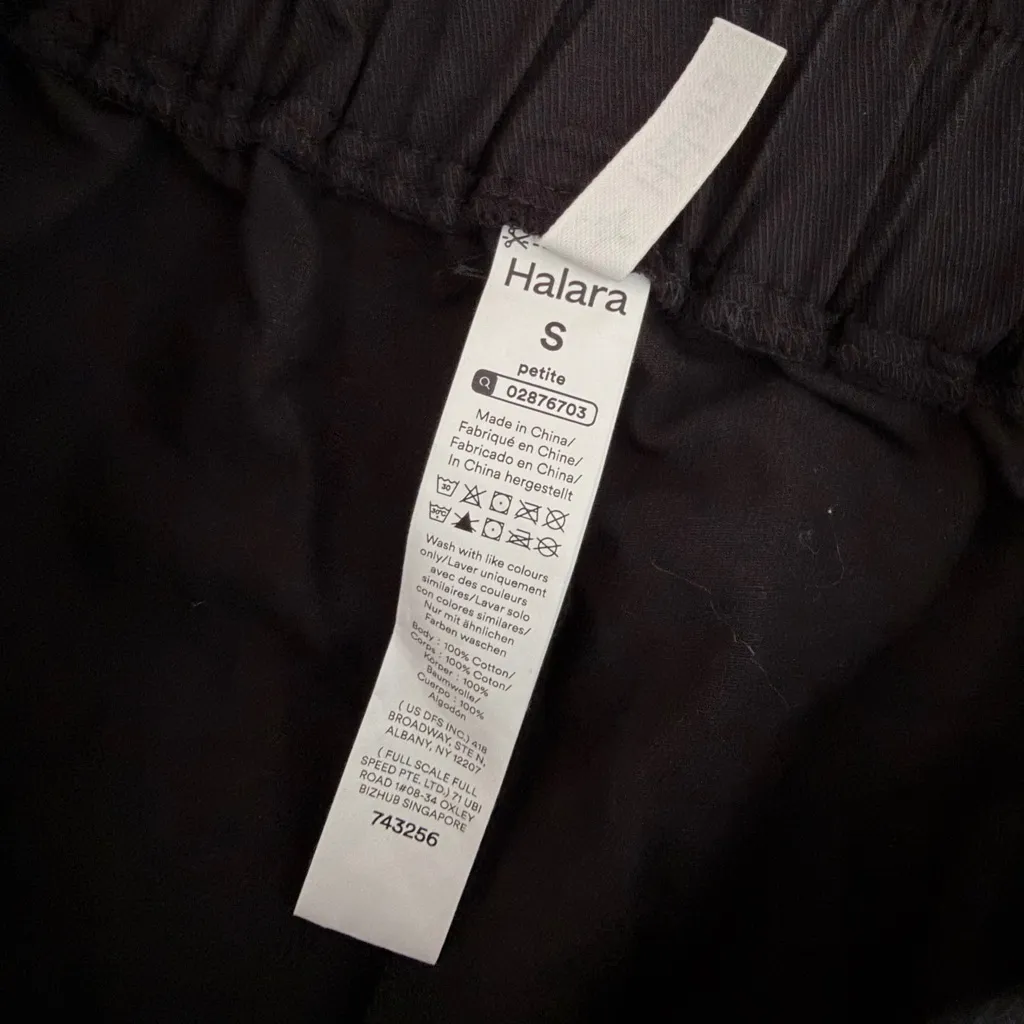 Halara
S
petite
02876703
Made in China/
Fabriqué en Chine/
Fabricado en China/
In China hergestellt
30
30°C
Wash with like colours
only/Laver uniquement
avec des couleurs
similaires/Lavar solo
con colores similares/
Nur mit ähnlichen
Farben waschen
Body : 100% Cotton/
Corps : 100% Coton/
Körper : 100%
Baumwolle/
Cuerpo : 100%
Algodón
( US DFS INC.) 418
BROADWAY, STE N,
ALBANY, NY 12207
( FULL SCALE FULL
SPEED PTE. LTD.) 71 UBI
ROAD 1#08-34 OXLEY
BIZHUB SINGAPORE
743256